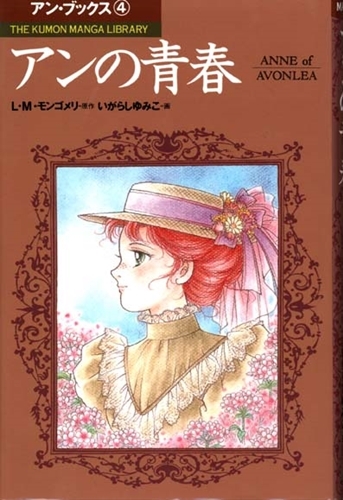 アン・ブックス④
THE KUMON MANGA LIBRARY
アンの青春
ANNE of
AVONLEA
L・M・モンゴメリ・原作 いがらしゆみこ・画